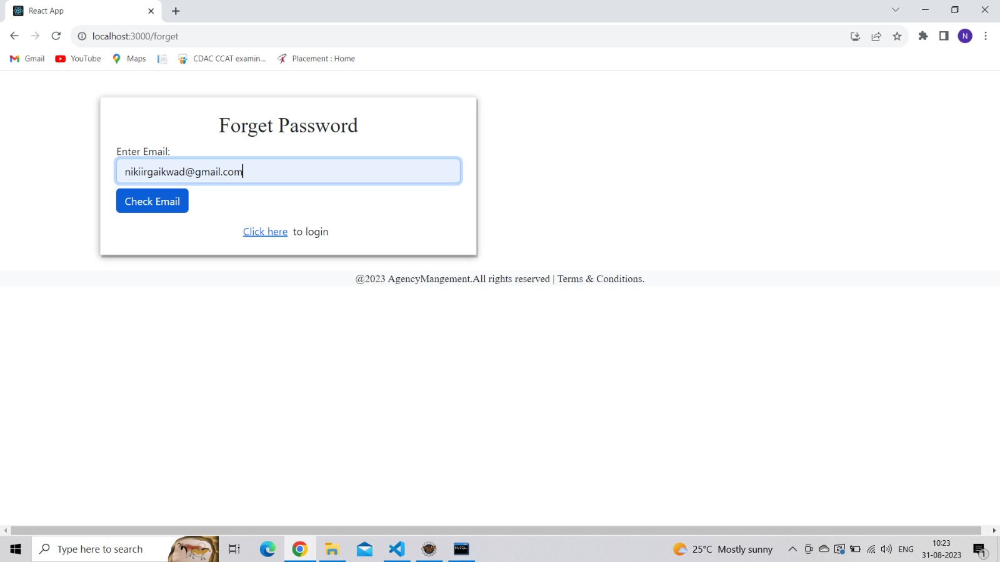 React App
localhost:3000/forget
N
Gmail
YouTube
Maps
CDAC CCAT examin...
Placement : Home
Forget Password
Enter Email:
nikiirgaikwad@gmail.com
Check Email
Click here to login
@2023 AgencyMangement.All rights reserved | Terms & Conditions.
Type here to search
25°C Mostly sunny
ENG
10:23
31-08-2023
1